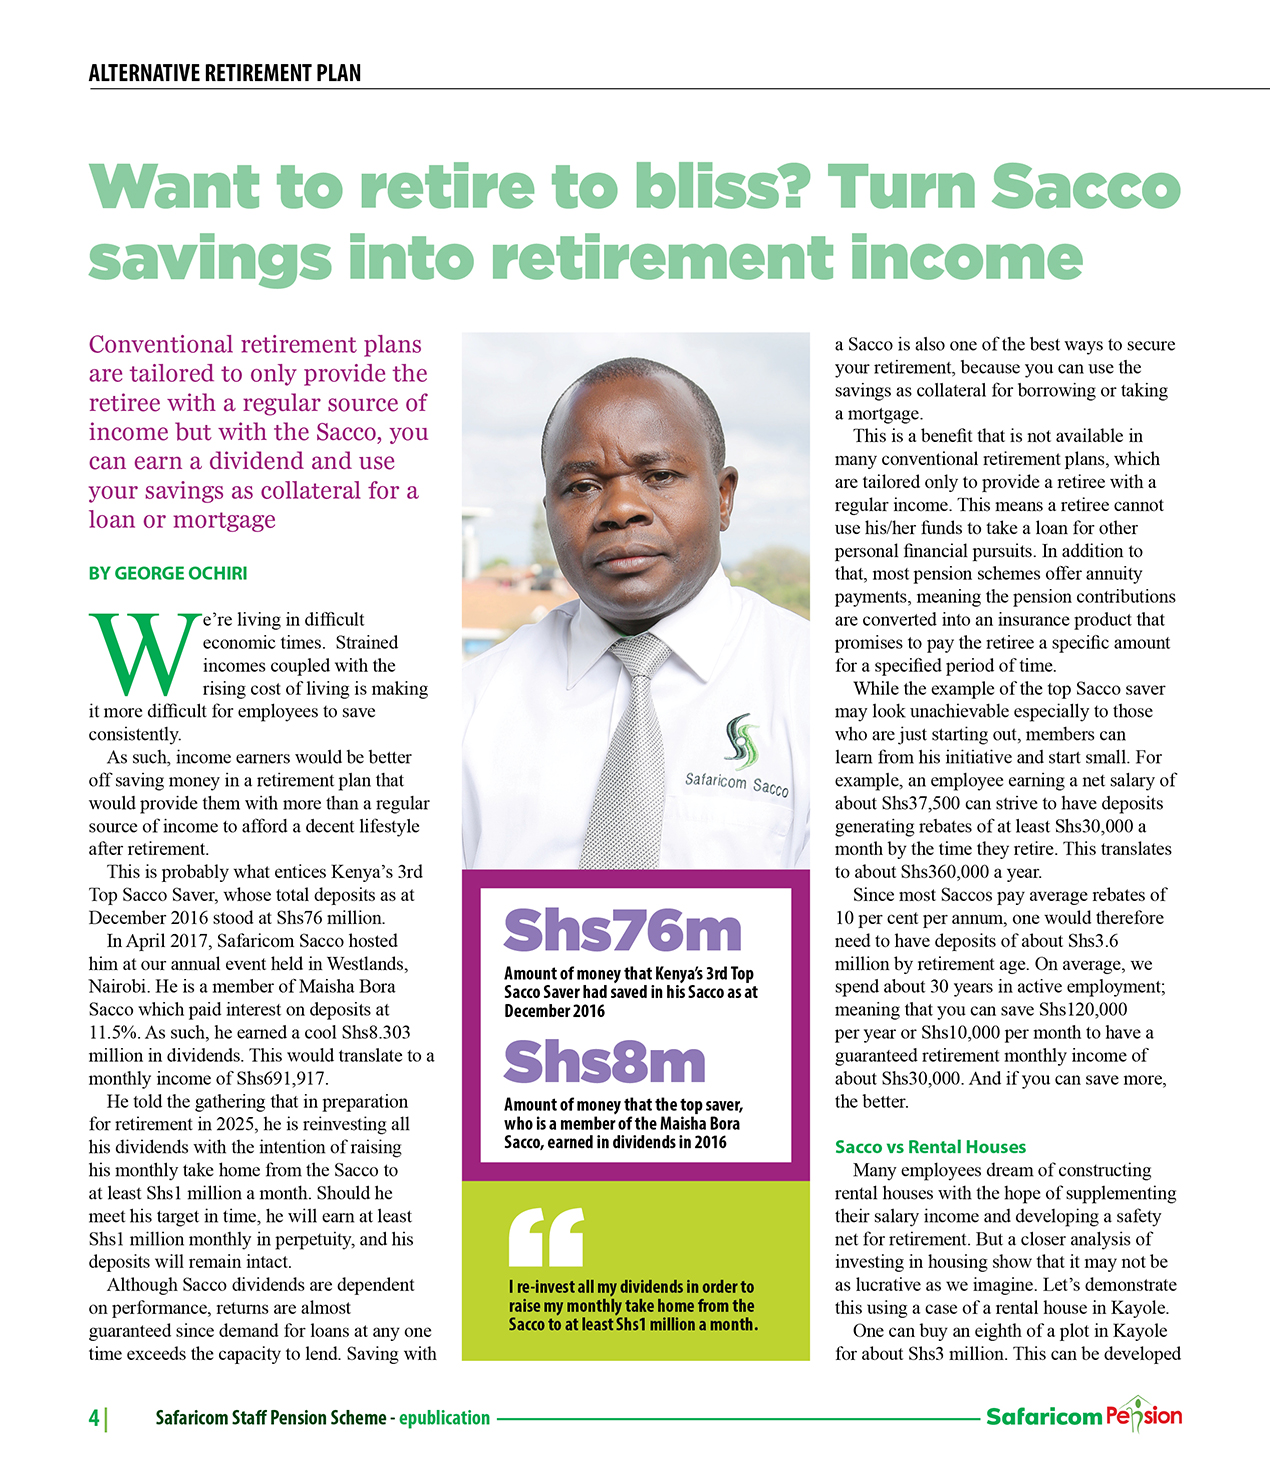 ALTERNATIVE RETIREMENT PLAN
Want to retire to bliss? Turn Sacco
savings into retirement income
Conventional retirement plans
are tailored to only provide the
retiree with a regular source of
income but with the Sacco, you
can earn a dividend and use
your savings as collateral for a
loan or mortgage
BY GEORGE OCHIRI
We're living in difficult
economic times.  Strained
incomes coupled with the
rising cost of living is making
it more difficult for employees to save
consistently.
As such, income earners would be better
off saving money in a retirement plan that
would provide them with more than a regular
source of income to afford a decent lifestyle
after retirement.
This is probably what entices Kenya's 3rd
Top Sacco Saver, whose total deposits as at
December 2016 stood at Shs76 million.
In April 2017, Safaricom Sacco hosted
him at our annual event held in Westlands,
Nairobi. He is a member of Maisha Bora
Sacco which paid interest on deposits at
11.5%. As such, he earned a cool Shs8.303
million in dividends. This would translate to a
monthly income of Shs691,917.
He told the gathering that in preparation
for retirement in 2025, he is reinvesting all
his dividends with the intention of raising
his monthly take home from the Sacco to
at least Shs1 million a month. Should he
meet his target in time, he will earn at least
Shs1 million monthly in perpetuity, and his
deposits will remain intact.
Although Sacco dividends are dependent
on performance, returns are almost
guaranteed since demand for loans at any one
time exceeds the capacity to lend. Saving with
Safaricom Sacco
Shs76m
Amount of money that Kenya's 3rd Top
Sacco Saver had saved in his Sacco as at
December 2016
Shs8m
Amount of money that the top saver,
who is a member of the Maisha Bora
Sacco, earned in dividends in 2016
“
I re-invest all my dividends in order to
raise my monthly take home from the
Sacco to at least Shs1 million a month.
a Sacco is also one of the best ways to secure
your retirement, because you can use the
savings as collateral for borrowing or taking
a mortgage.
This is a benefit that is not available in
many conventional retirement plans, which
are tailored only to provide a retiree with a
regular income. This means a retiree cannot
use his/her funds to take a loan for other
personal financial pursuits. In addition to
that, most pension schemes offer annuity
payments, meaning the pension contributions
are converted into an insurance product that
promises to pay the retiree a specific amount
for a specified period of time.
While the example of the top Sacco saver
may look unachievable especially to those
who are just starting out, members can
learn from his initiative and start small. For
example, an employee earning a net salary of
about Shs37,500 can strive to have deposits
generating rebates of at least Shs30,000 a
month by the time they retire. This translates
to about Shs360,000 a year.
Since most Saccos pay average rebates of
10 per cent per annum, one would therefore
need to have deposits of about Shs3.6
million by retirement age. On average, we
spend about 30 years in active employment;
meaning that you can save Shs120,000
per year or Shs10,000 per month to have a
guaranteed retirement monthly income of
about Shs30,000. And if you can save more,
the better.
Sacco vs Rental Houses
Many employees dream of constructing
rental houses with the hope of supplementing
their salary income and developing a safety
net for retirement. But a closer analysis of
investing in housing show that it may not be
as lucrative as we imagine. Let's demonstrate
this using a case of a rental house in Kayole.
One can buy an eighth of a plot in Kayole
for about Shs3 million. This can be developed
4 |
Safaricom Staff Pension Scheme - epublication
Safaricom Pension